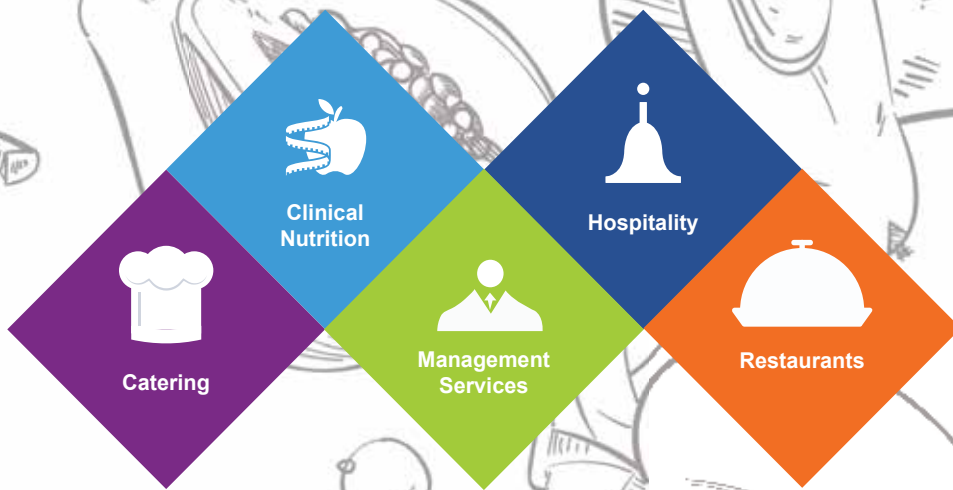 Clinical
Nutrition
Hospitality
Catering
Management
Services
Restaurants